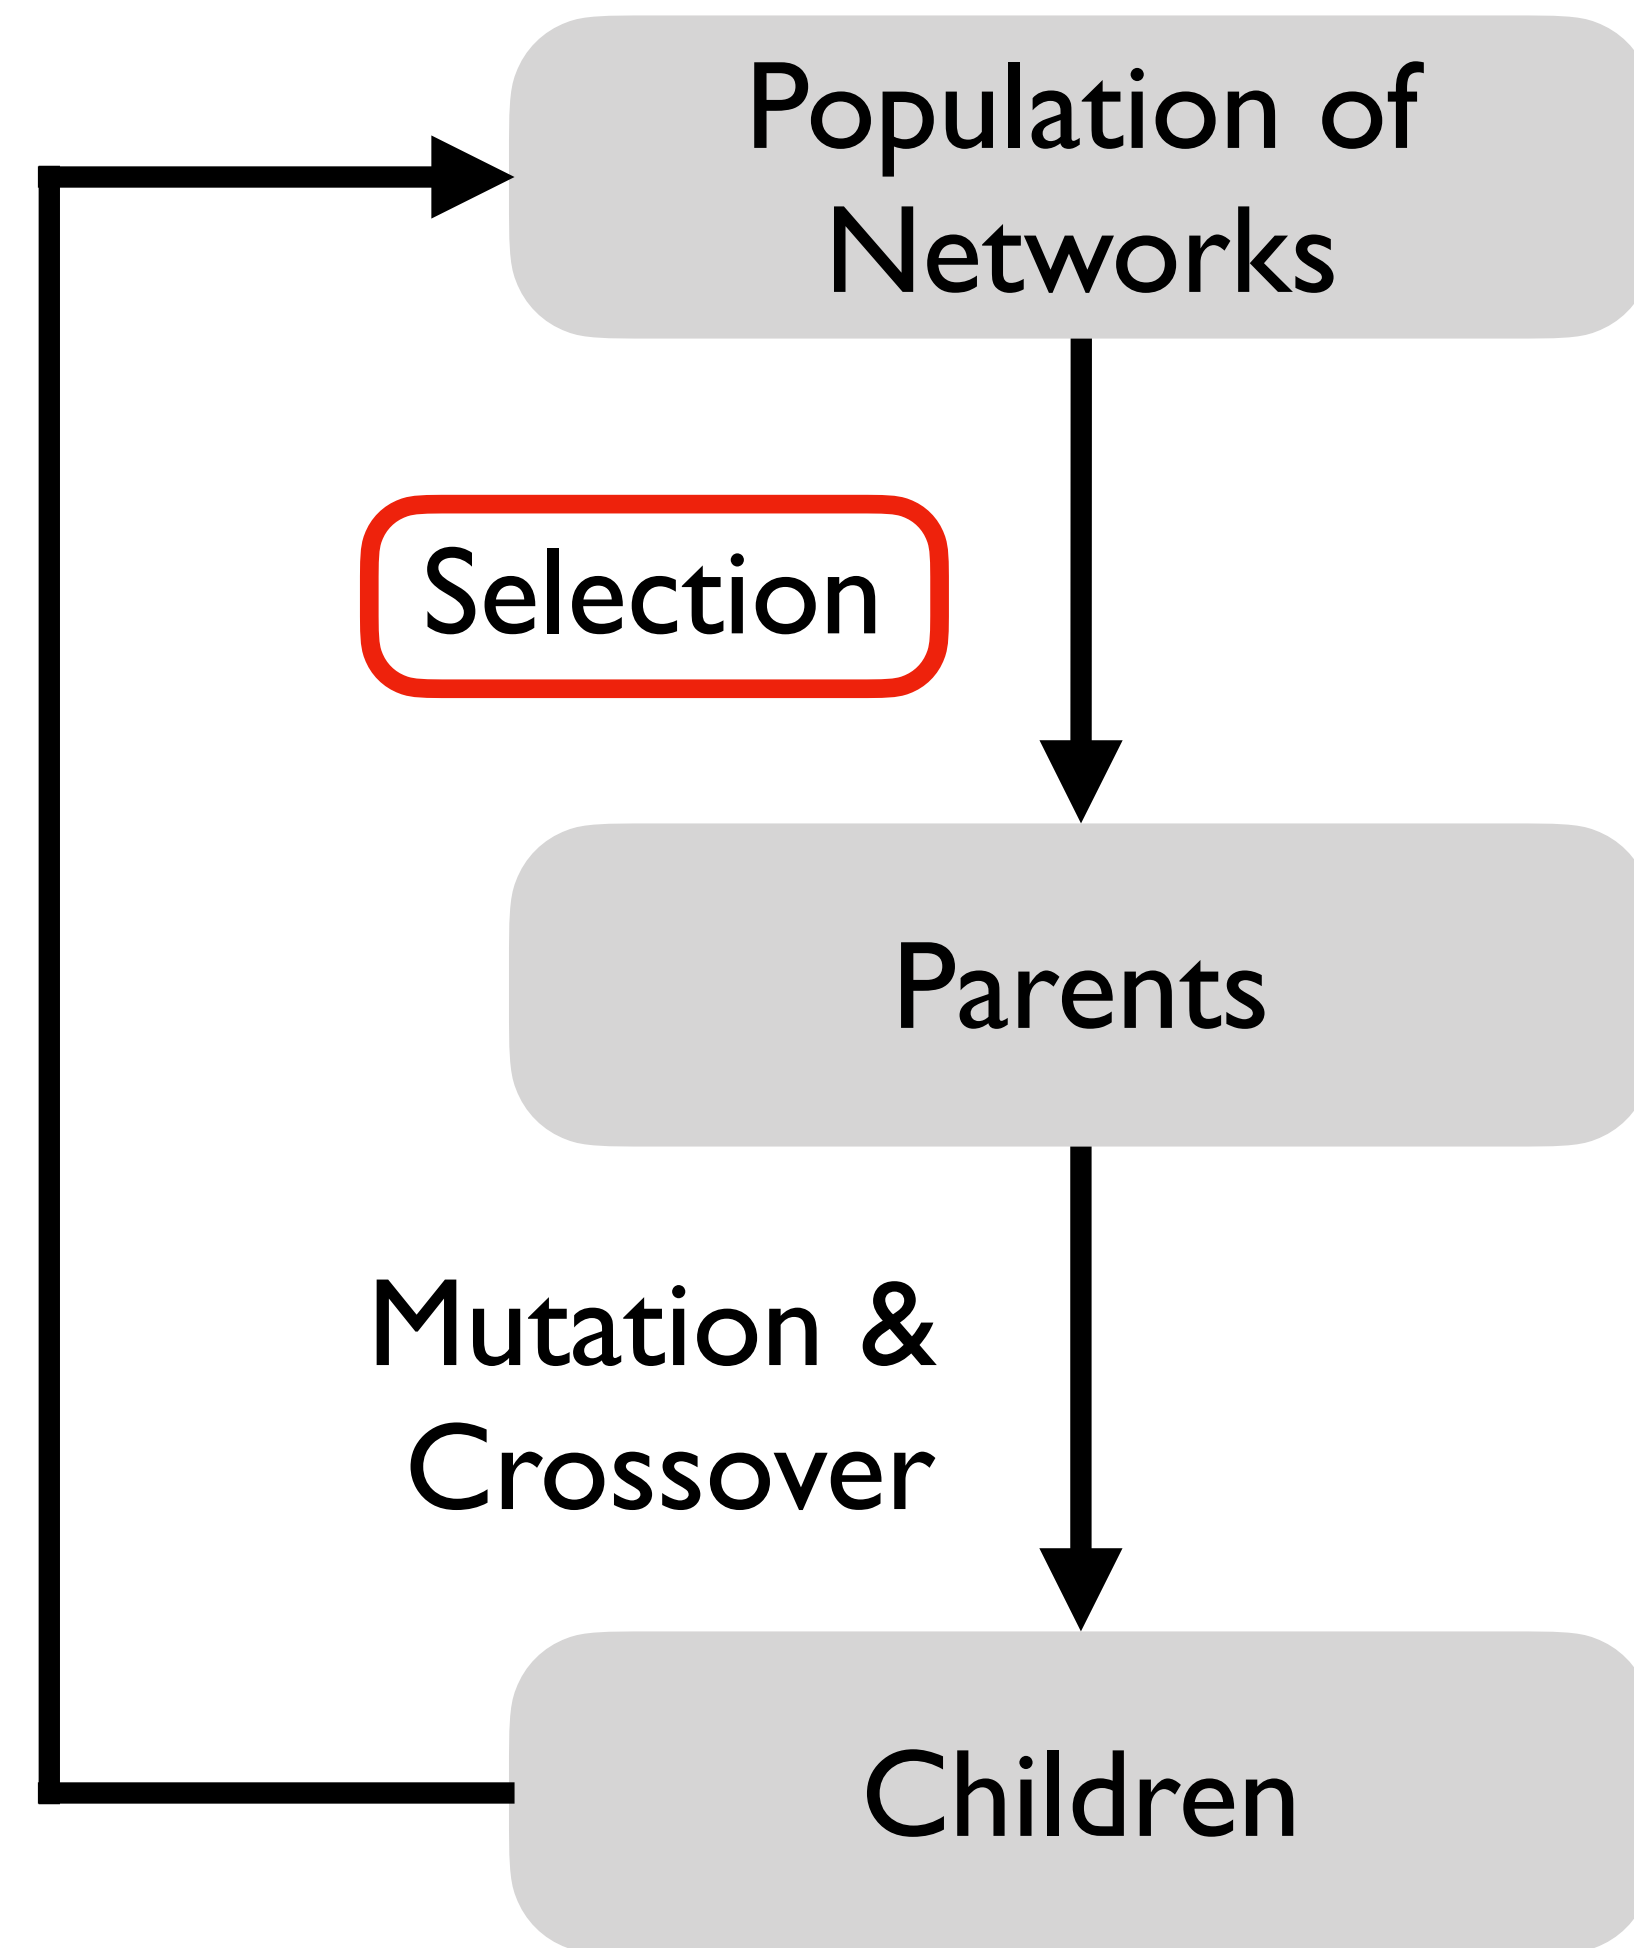 Population of
Networks
Selection
Parents
Mutation &
Crossover
Children